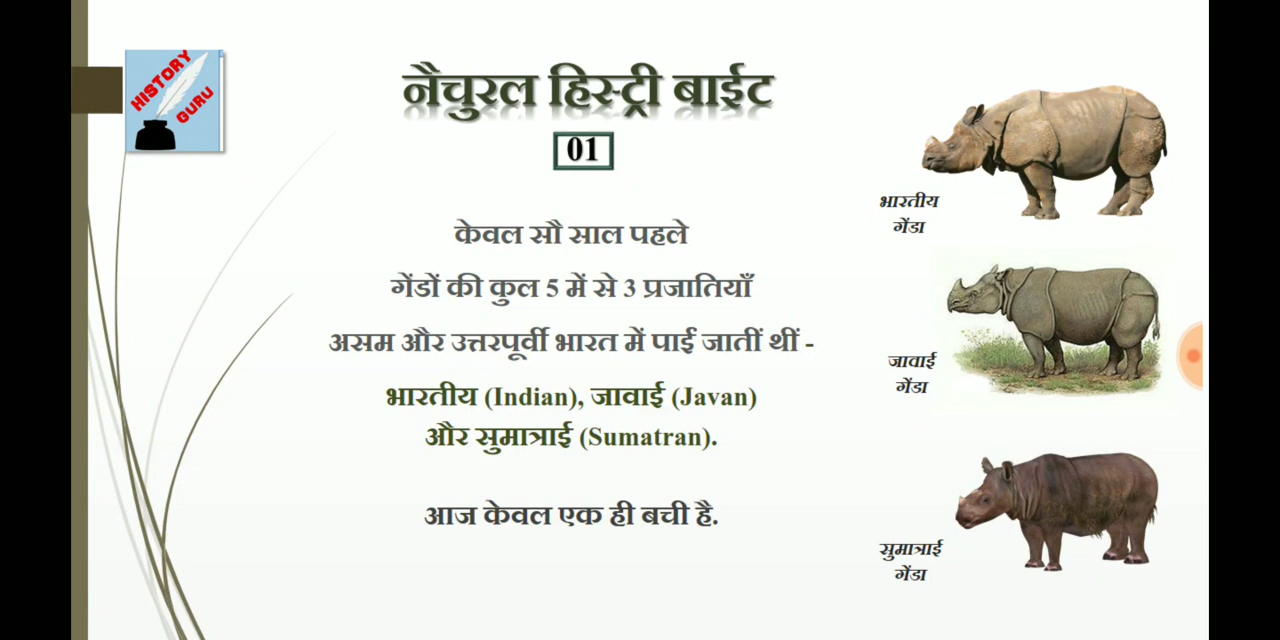 HISTORY
GURU
नैचुरल हिस्ट्री बाईट
01
केवल सौ साल पहले
गेंडों की कुल 5 में से 3 प्रजातियाँ
असम और उत्तरपूर्वी भारत में पाई जातीं थीं -
भारतीय (Indian), जावाई (Javan)
और सुमात्राई (Sumatran).
आज केवल एक ही बची है.
भारतीय
गेंडा
जावाई
गेंडा
सुमात्राई
गेंडा